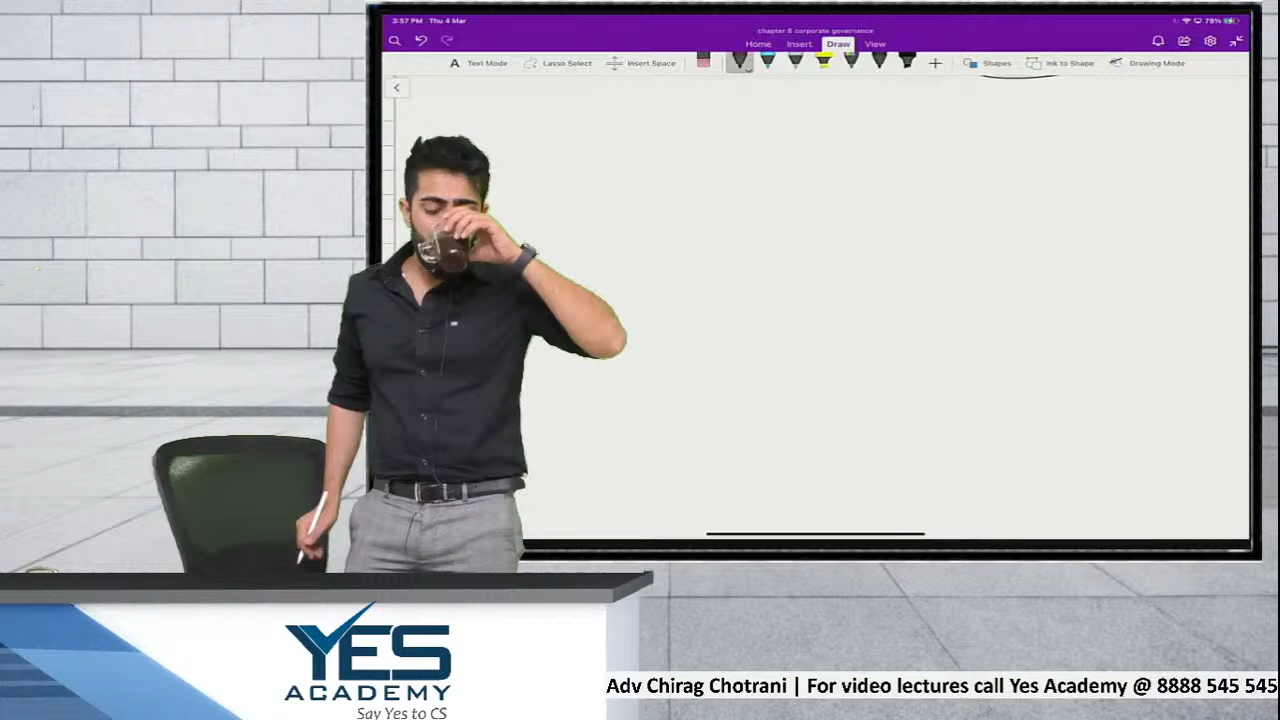 3:57 PM Thu 4 Mar
79%
chapter 6 corporate governance
Home Insert Draw View
Text Mode Lasso Select Insert Space Shapes Ink to Shape Drawing Mode
YES
ACADEMY
Say Yes to CS
Adv Chirag Chotrani | For video lectures call Yes Academy @ 8888 545 545